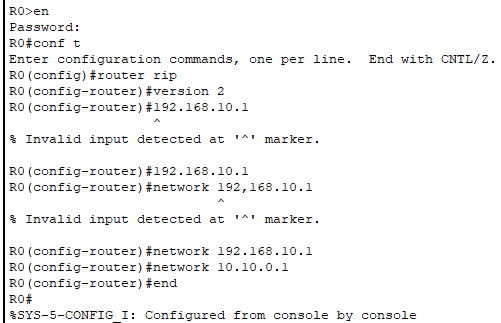 R0>en
Password:
R0#conf t
Enter configuration commands, one per line.  End with CNTL/Z.
R0(config)#router rip
R0(config-router)#version 2
R0(config-router)#192.168.10.1
                  ^
% Invalid input detected at '^' marker.

R0(config-router)#192.168.10.1
R0(config-router)#network 192,168.10.1
                          ^
% Invalid input detected at '^' marker.

R0(config-router)#network 192.168.10.1
R0(config-router)#network 10.10.0.1
R0(config-router)#end
R0#
%SYS-5-CONFIG_I: Configured from console by console